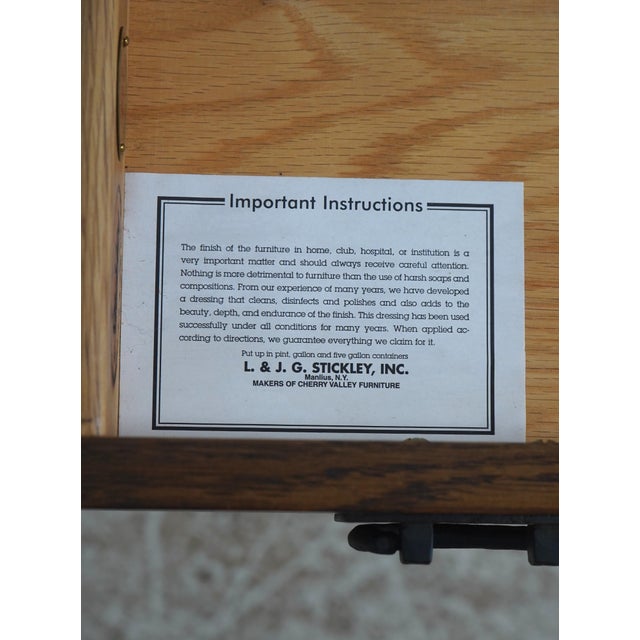 Important Instructions
The finish of the furniture in home, club, hospital, or institution is a
very important matter and should always receive careful attention.
Nothing is more detrimental to furniture than the use of harsh soaps and
compositions. From our experience of many years, we have developed
a dressing that cleans, disinfects and polishes and also adds to the
beauty, depth, and endurance of the finish. This dressing has been used
successfully under all conditions for many years. When applied ac-
cording to directions, we guarantee everything we claim for it.
Put up in pint, gallon and five gallon containers
L. & J. G. STICKLEY, INC.
Manlius, N.Y.
MAKERS OF CHERRY VALLEY FURNITURE